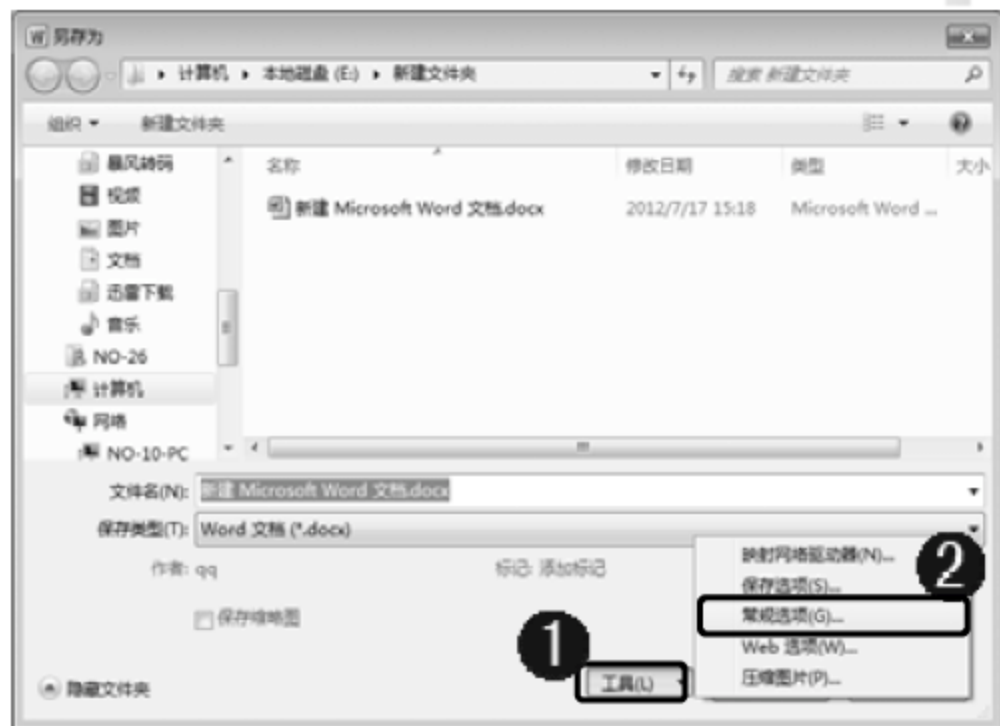 另存为
计算机 ▸ 本地磁盘 (E:) ▸ 新建文件夹
搜索 新建文件夹
组织 新建文件夹
暴风转码
视频
图片
文档
迅雷下载
音乐
NO-26
计算机
网络
NO-10-PC
名称 修改日期 类型 大小
新建 Microsoft Word 文档.docx 2012/7/17 15:18 Microsoft Word ...
文件名(N): 新建 Microsoft Word 文档.docx
保存类型(T): Word 文档 (*.docx)
作者: qq 标记: 添加标记
保存缩略图
隐藏文件夹
1
工具(L)
2
映射网络驱动器(N)...
保存选项(S)...
常规选项(G)...
Web 选项(W)...
压缩图片(P)...